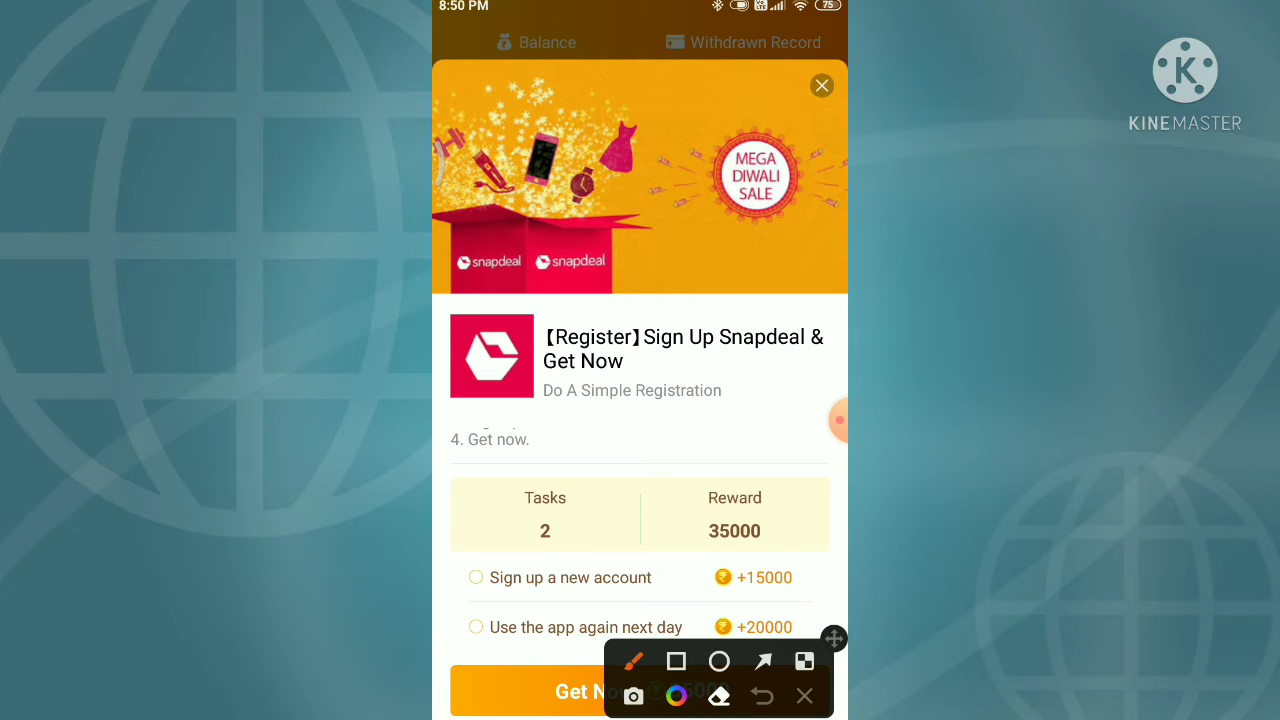 8:50 PM
75
Balance
Withdrawn Record
KINEMASTER
MEGA
DIWALI
SALE
snapdeal
snapdeal
【Register】Sign Up Snapdeal &
Get Now
Do A Simple Registration
4. Get now.
Tasks
Reward
2
35000
Sign up a new account
+15000
Use the app again next day
+20000
Get